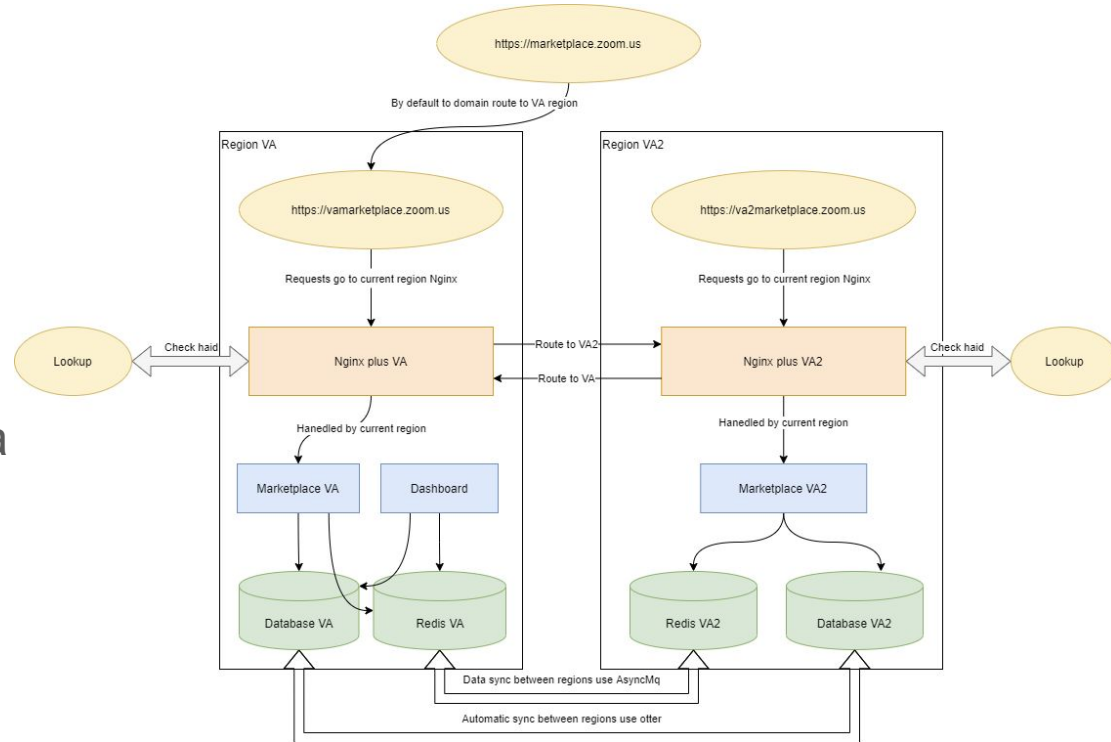 https://marketplace.zoom.us
By default to domain route to VA region
Region VA
Region VA2
https://vamarketplace.zoom.us
https://va2marketplace.zoom.us
Requests go to current region Nginx
Requests go to current region Nginx
Lookup
Check haid
Nginx plus VA
Route to VA2
Route to VA
Nginx plus VA2
Check haid
Lookup
Hanedled by current region
Handled by current region
a
Marketplace VA
Dashboard
Marketplace VA2
Database VA
Redis VA
Redis VA2
Database VA2
Data sync between regions use AsyncMq
Automatic sync between regions use otter